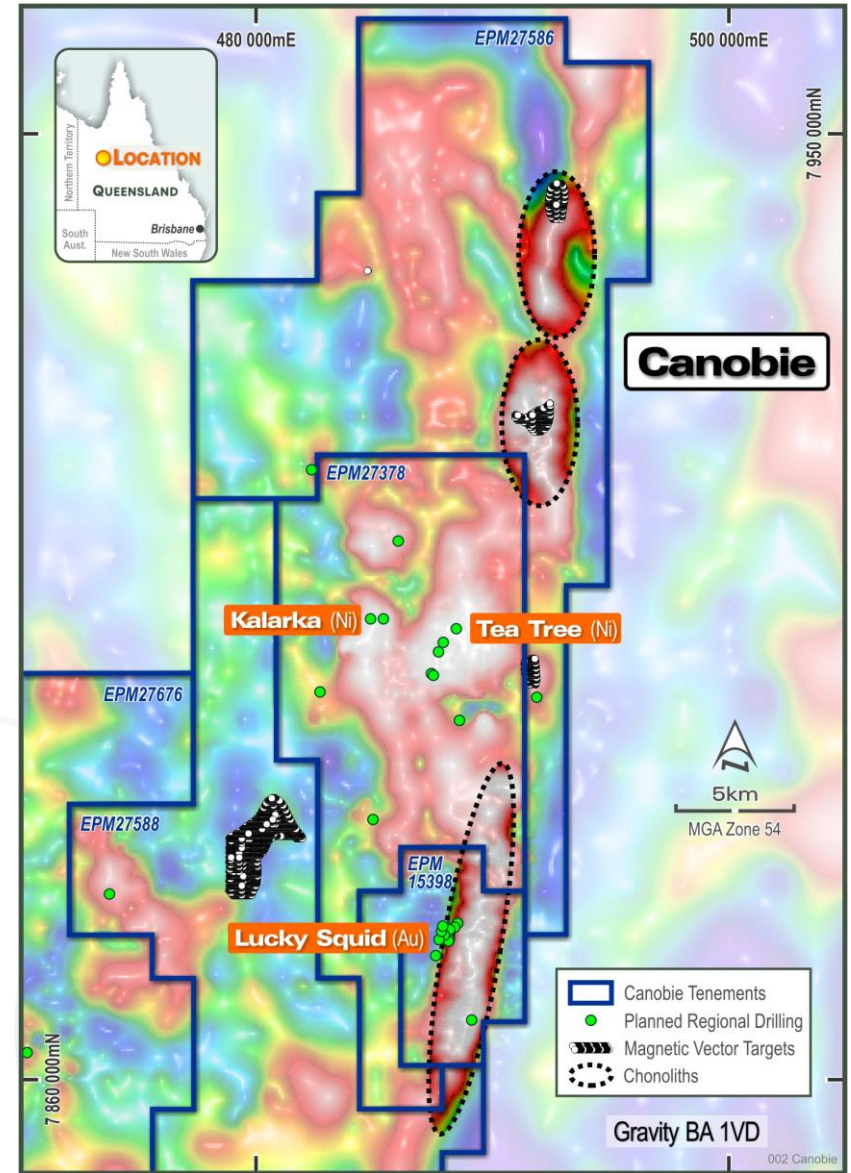 480 000mE
EPM27586
500 000mE
7 950 000mN
Northern Territory
LOCATION
QUEENSLAND
Brisbane
South
Aust.
New South Wales
Canobie
EPM27378
Kalarka (Ni)
Tea Tree (Ni)
EPM27676
N
5km
MGA Zone 54
EPM27588
EPM
15398
Lucky Squid (Au)
Canobie Tenements
Planned Regional Drilling
Magnetic Vector Targets
Chonoliths
7 860 000mN
Gravity BA 1VD
002 Canobie